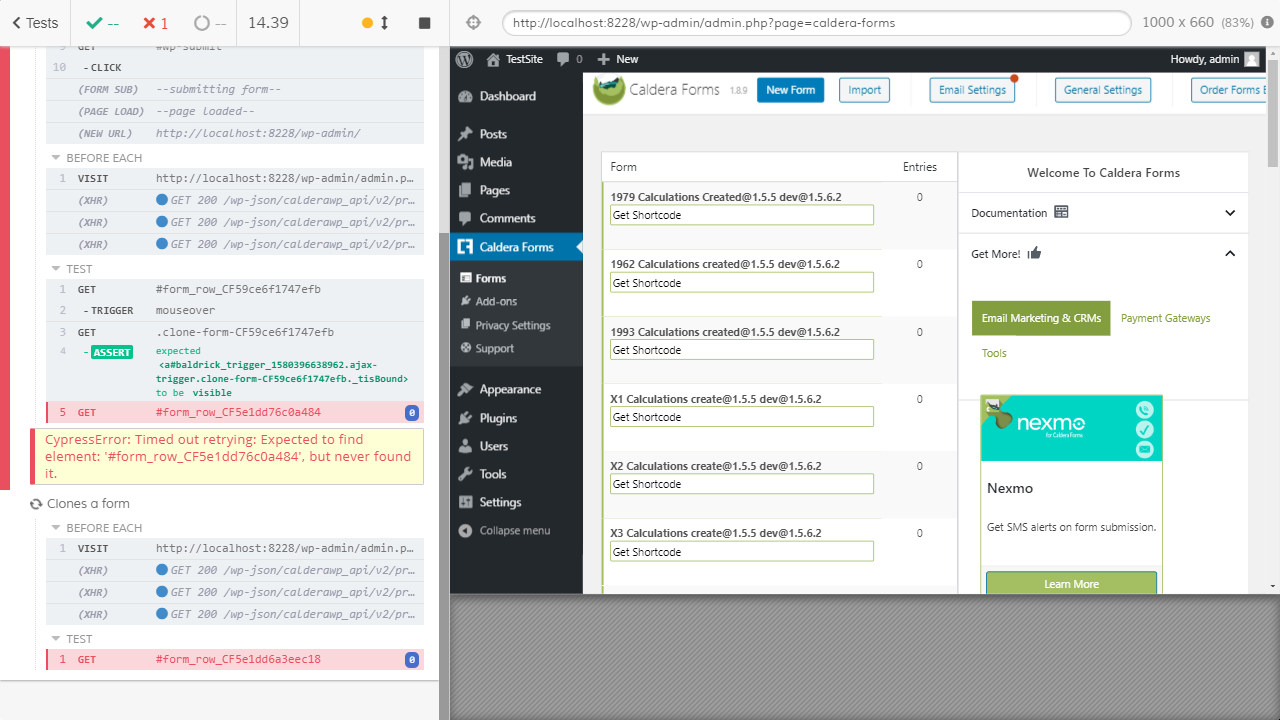 Tests
--
1
--
14.39
http://localhost:8228/wp-admin/admin.php?page=caldera-forms
1000 x 660 (83%)
9 GET #wp-submit
10 -CLICK
(FORM SUB) --submitting form--
(PAGE LOAD) --page loaded--
(NEW URL) http://localhost:8228/wp-admin/
BEFORE EACH
1 VISIT http://localhost:8228/wp-admin/admin.p…
(XHR) GET 200 /wp-json/calderawp_api/v2/pr…
(XHR) GET 200 /wp-json/calderawp_api/v2/pr…
(XHR) GET 200 /wp-json/calderawp_api/v2/pr…
TEST
1 GET #form_row_CF59ce6f1747efb
2 -TRIGGER mouseover
3 GET .clone-form-CF59ce6f1747efb
4 -ASSERT expected
<a#baldrick_trigger_1580396638962.ajax-
trigger.clone-form-CF59ce6f1747efb._tisBound>
to be visible
5 GET #form_row_CF5e1dd76c0a484 0
CypressError: Timed out retrying: Expected to find
element: '#form_row_CF5e1dd76c0a484', but never found
it.
Clones a form
BEFORE EACH
1 VISIT http://localhost:8228/wp-admin/admin.p…
(XHR) GET 200 /wp-json/calderawp_api/v2/pr…
(XHR) GET 200 /wp-json/calderawp_api/v2/pr…
(XHR) GET 200 /wp-json/calderawp_api/v2/pr…
TEST
1 GET #form_row_CF5e1dd6a3eec18 0
TestSite
0
New
Howdy, admin
Dashboard
Posts
Media
Pages
Comments
Caldera Forms
Forms
Add-ons
Privacy Settings
Support
Appearance
Plugins
Users
Tools
Settings
Collapse menu
Caldera Forms
1.8.9
New Form
Import
Email Settings
General Settings
Order Forms
Form Entries
1979 Calculations Created@1.5.5 dev@1.5.6.2 0
Get Shortcode
1962 Calculations created@1.5.5 dev@1.5.6.2 0
Get Shortcode
1993 Calculations created@1.5.5 dev@1.5.6.2 0
Get Shortcode
X1 Calculations create@1.5.5 dev@1.5.6.2 0
Get Shortcode
X2 Calculations create@1.5.5 dev@1.5.6.2 0
Get Shortcode
X3 Calculations create@1.5.5 dev@1.5.6.2 0
Get Shortcode
Welcome To Caldera Forms
Documentation
Get More!
Email Marketing & CRMs
Payment Gateways
Tools
nexmo
for Caldera Forms
Nexmo
Get SMS alerts on form submission.
Learn More